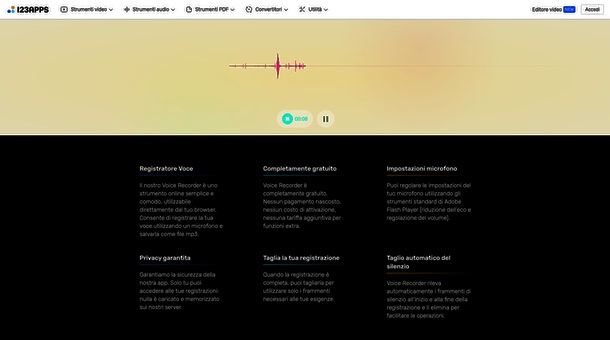 123APPS
Strumenti video
Strumenti audio
Strumenti PDF
Convertitori
Utilità
Editore video
NEW
Accedi
00:00
Registratore Voce
Il nostro Voice Recorder è uno
strumento online semplice e
comodo, utilizzabile
direttamente dal tuo browser.
Consente di registrare la tua
voce utilizzando un microfono e
salvarla come file mp3.
Completamente gratuito
Voice Recorder è
completamente gratuito.
Nessun pagamento nascosto,
nessun costo di attivazione,
nessuna tariffa aggiuntiva per
funzioni extra.
Impostazioni microfono
Puoi regolare le impostazioni del
tuo microfono utilizzando gli
strumenti standard di Adobe
Flash Player (riduzione dell'eco e
regolazione del volume).
Privacy garantita
Garantiamo la sicurezza della
nostra app. Solo tu puoi
accedere alle tue registrazioni:
nulla è caricato e memorizzato
sui nostri server.
Taglia la tua registrazione
Quando la registrazione è
completa, puoi tagliarla per
utilizzare solo i frammenti
necessari alle tue esigenze.
Taglio automatico del
silenzio
Voice Recorder rileva
automaticamente i frammenti di
silenzio all'inizio e alla fine della
registrazione e li elimina per
facilitare le operazioni.